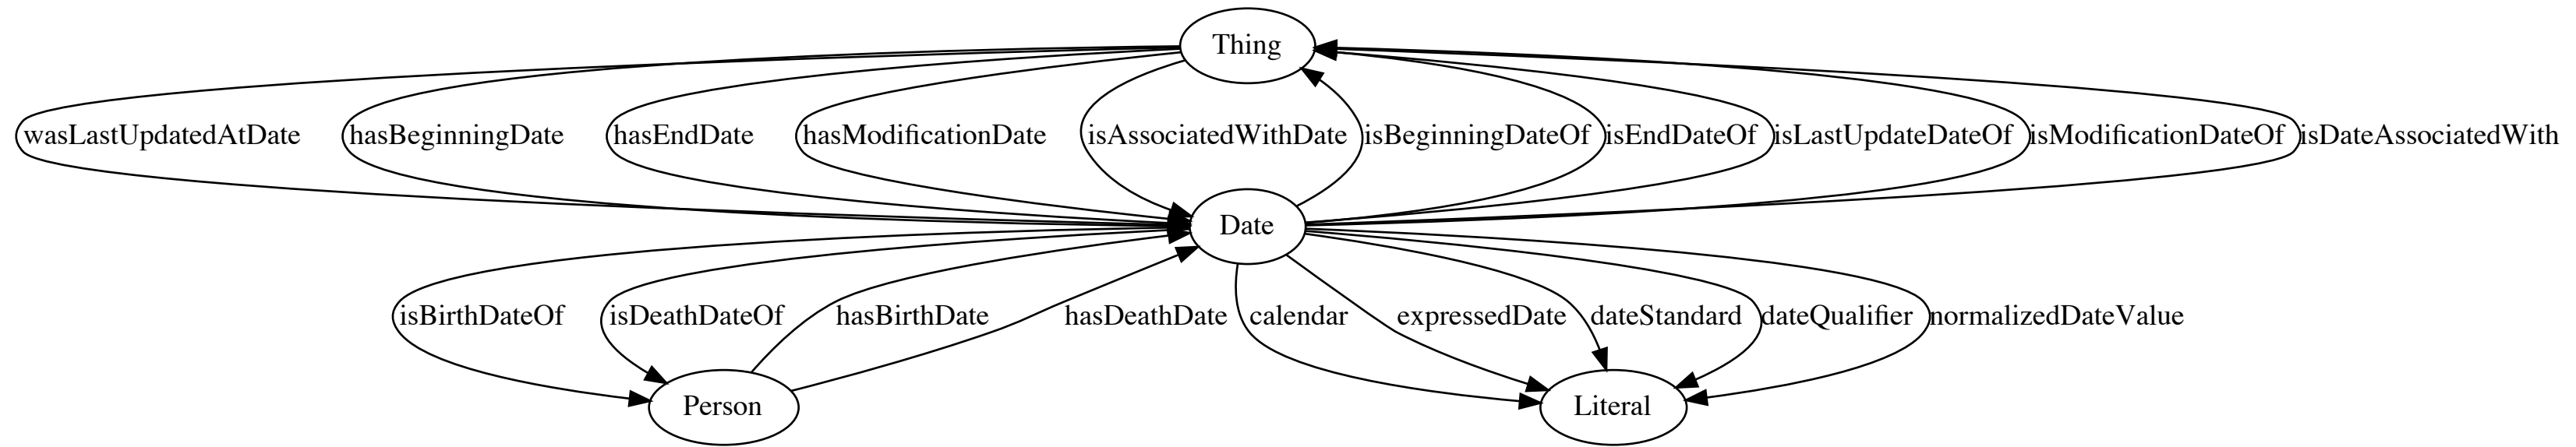 Thing
wasLastUpdatedAtDate hasBeginningDate hasEndDate hasModificationDate isAssociatedWithDate isBeginningDateOf isEndDateOf isLastUpdateDateOf isModificationDateOf isDateAssociatedWith
Date
isBirthDateOf isDeathDateOf hasBirthDate hasDeathDate calendar expressedDate dateStandard dateQualifier normalizedDateValue
Person Literal